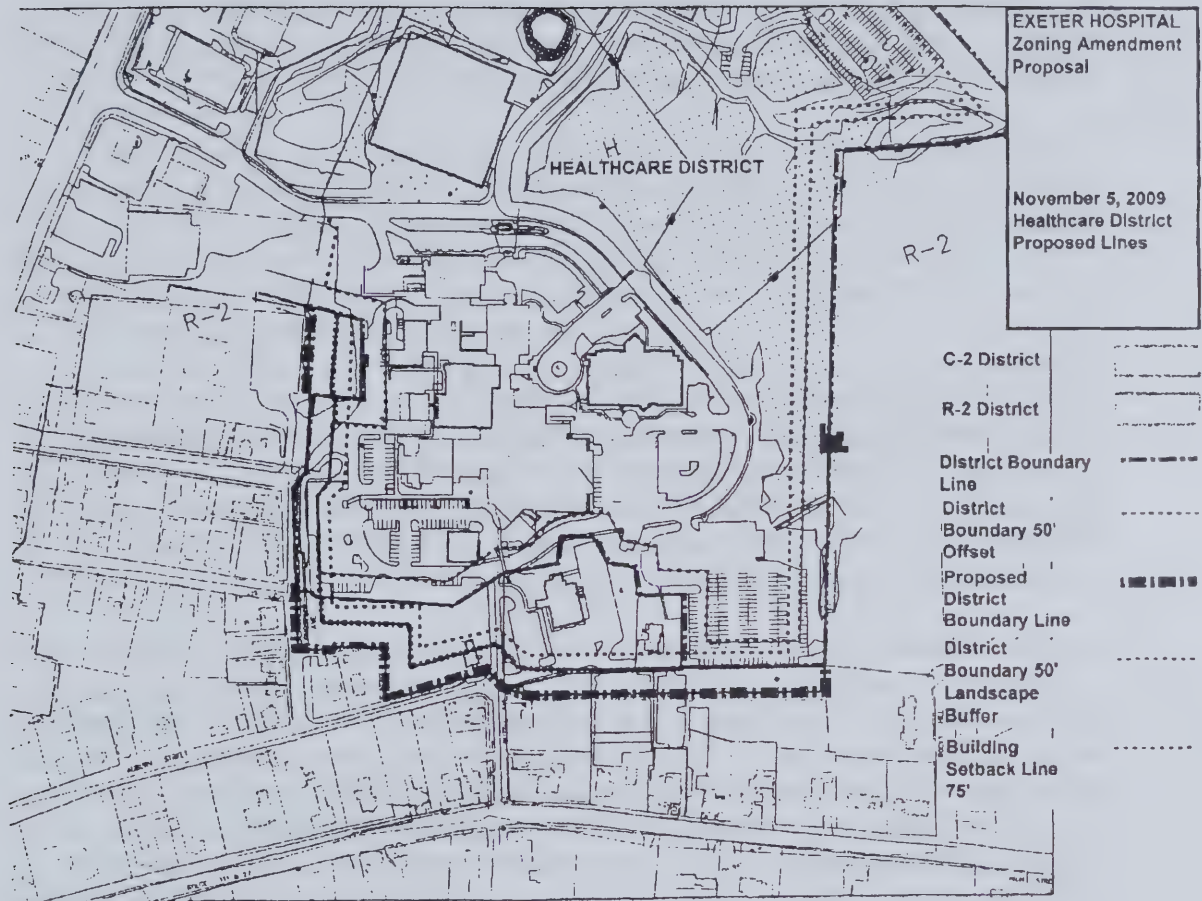 EXETER HOSPITAL
Zoning Amendment
Proposal
November 5, 2009
Healthcare District
Proposed Lines
H
HEALTHCARE DISTRICT
R-2
R-2
C-2 District
R-2 District
District Boundary
Line
District
Boundary 50'
Offset
Proposed
District
Boundary Line
District
Boundary 50'
Landscape
Buffer
Building
Setback Line
75'
AUBURN STREET